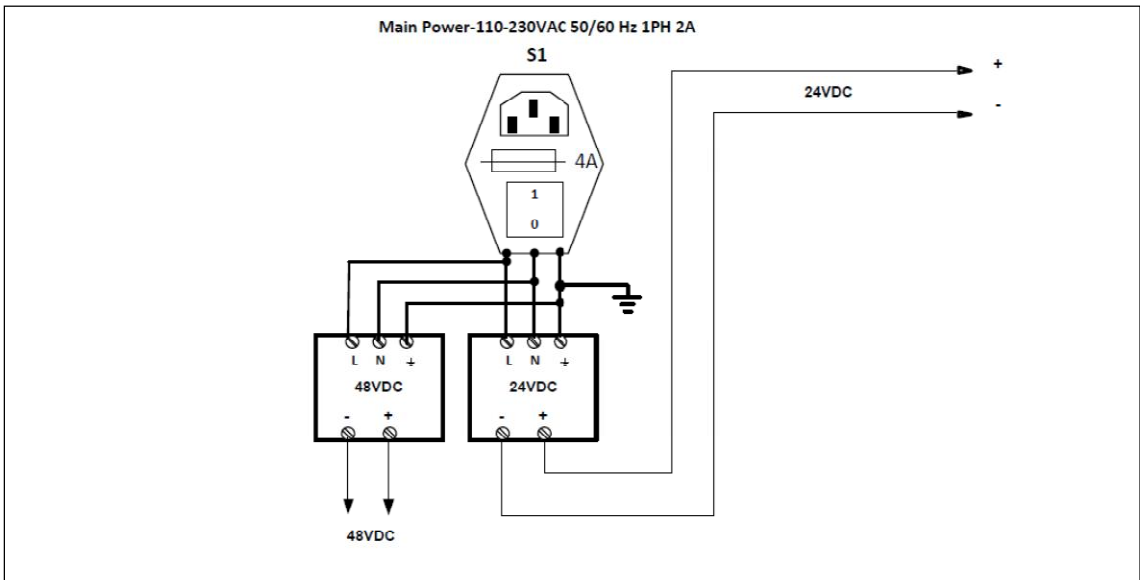 Main Power-110-230VAC 50/60 Hz 1PH 2A
S1
+
24VDC
-
4A
1
0
L N
L N
48VDC
24VDC
- +
- +
48VDC